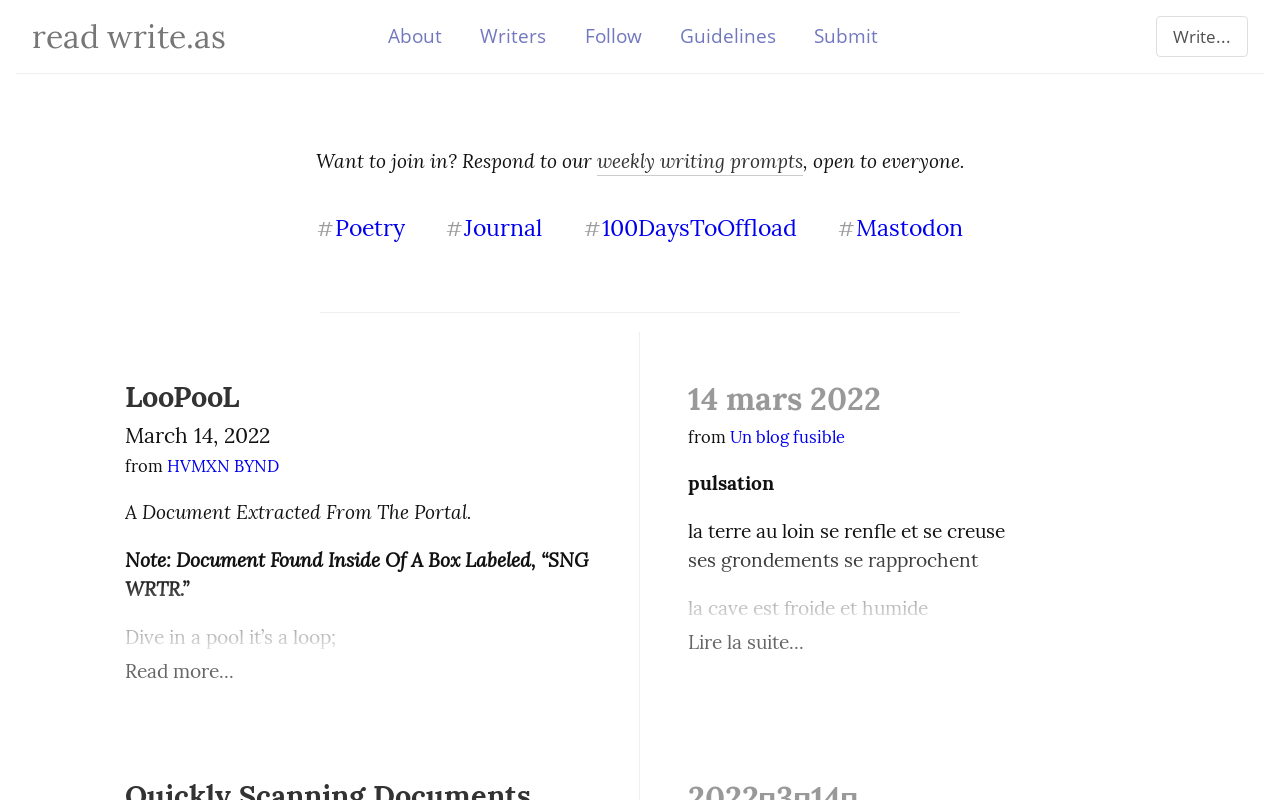 read write.as
About Writers Follow Guidelines Submit
Write...
Want to join in? Respond to our weekly writing prompts, open to everyone.
#Poetry #Journal #100DaysToOffload #Mastodon
LooPooL
March 14, 2022
from HVMXN BYND
A Document Extracted From The Portal.
Note: Document Found Inside Of A Box Labeled, “SNG
WRTR.”
Dive in a pool it’s a loop;
Read more...
Quickly Scanning Documents
14 mars 2022
from Un blog fusible
pulsation
la terre au loin se renfle et se creuse
ses grondements se rapprochent
la cave est froide et humide
Lire la suite...